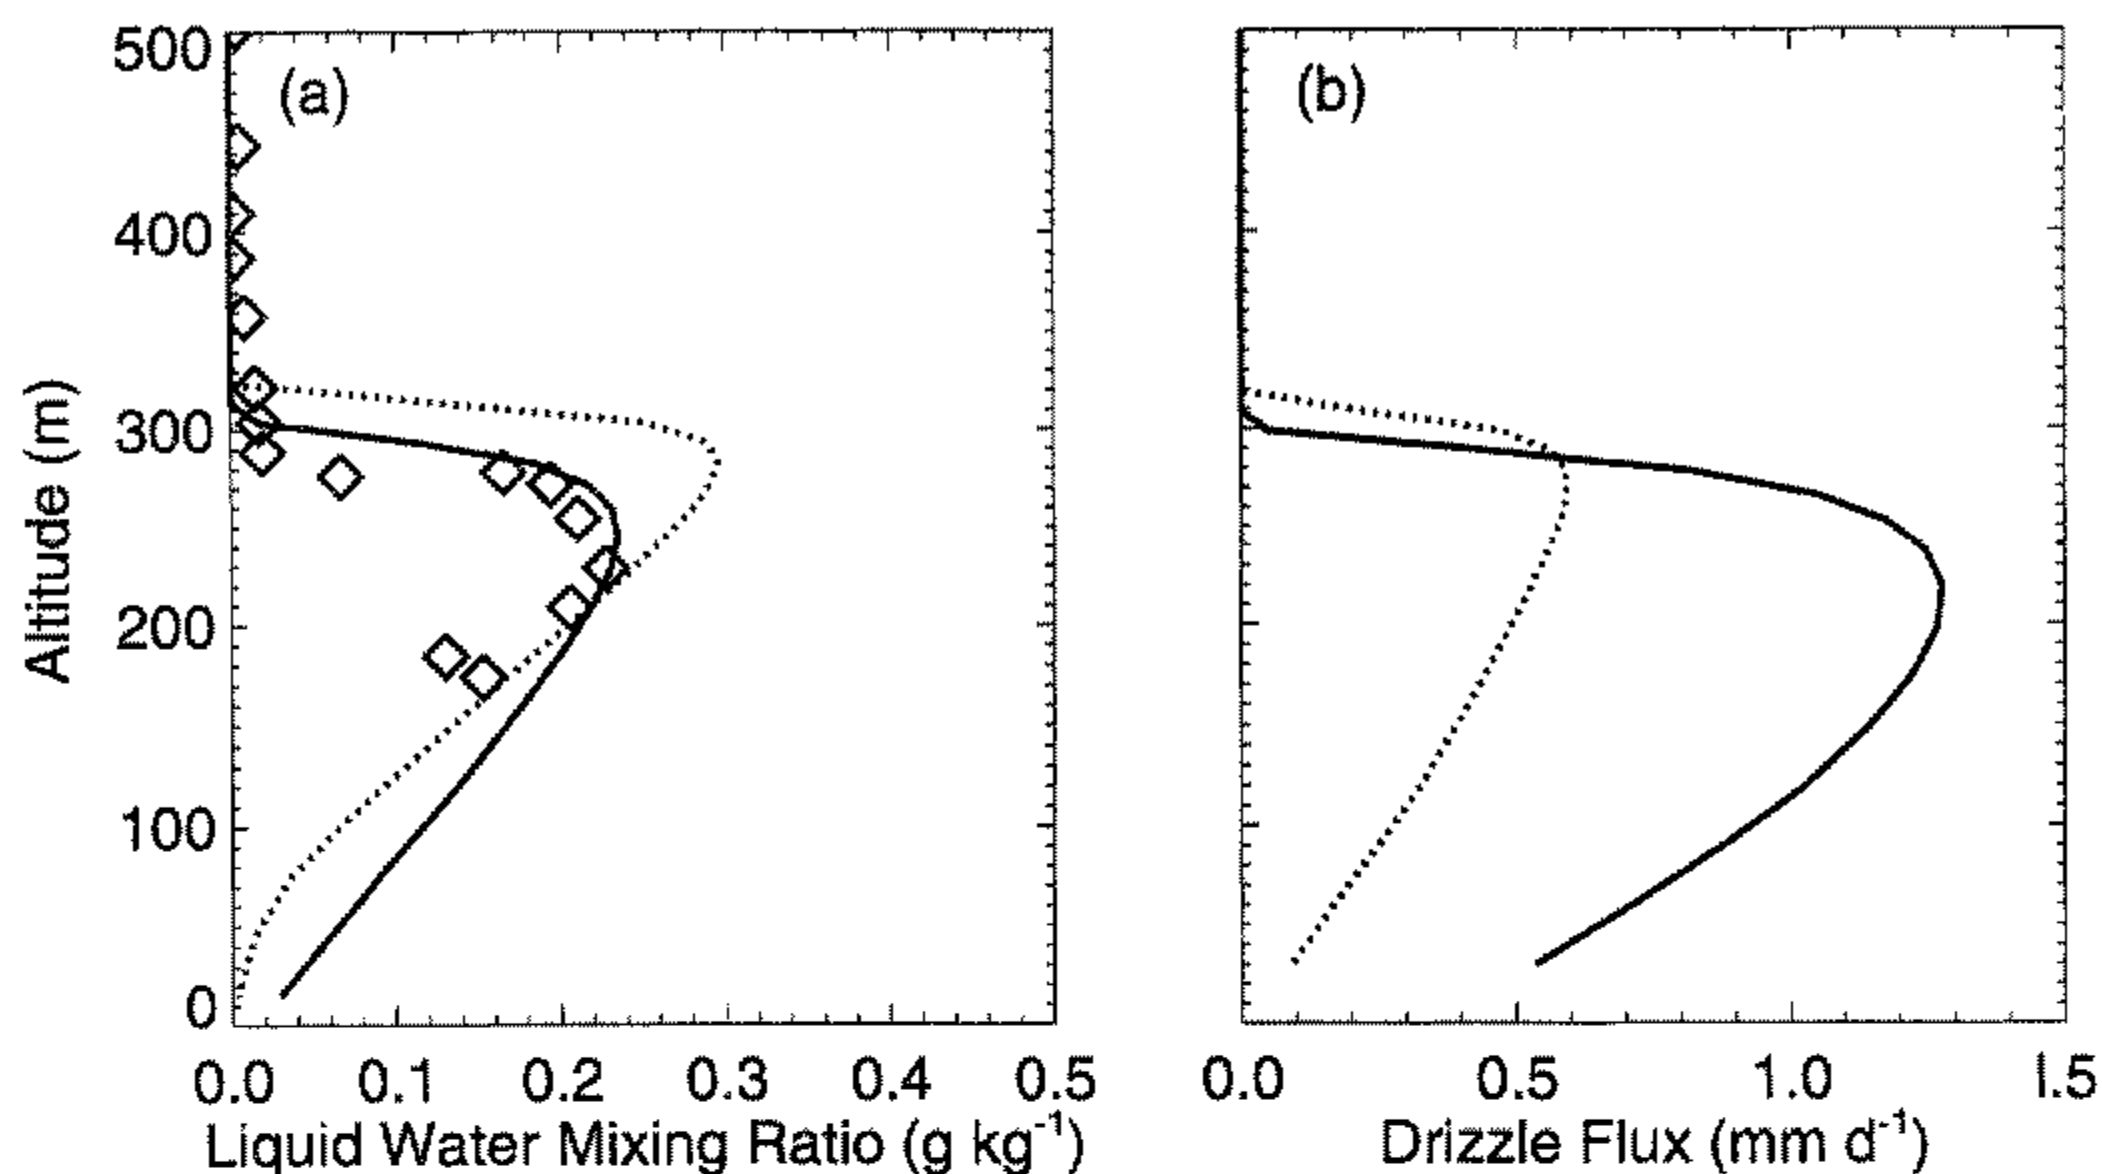 (a)
(b)
500
400
300
200
100
0
Altitude (m)
0.0 0.1 0.2 0.3 0.4 0.5
Liquid Water Mixing Ratio (g kg⁻¹)
0.0 0.5 1.0 1.5
Drizzle Flux (mm d⁻¹)